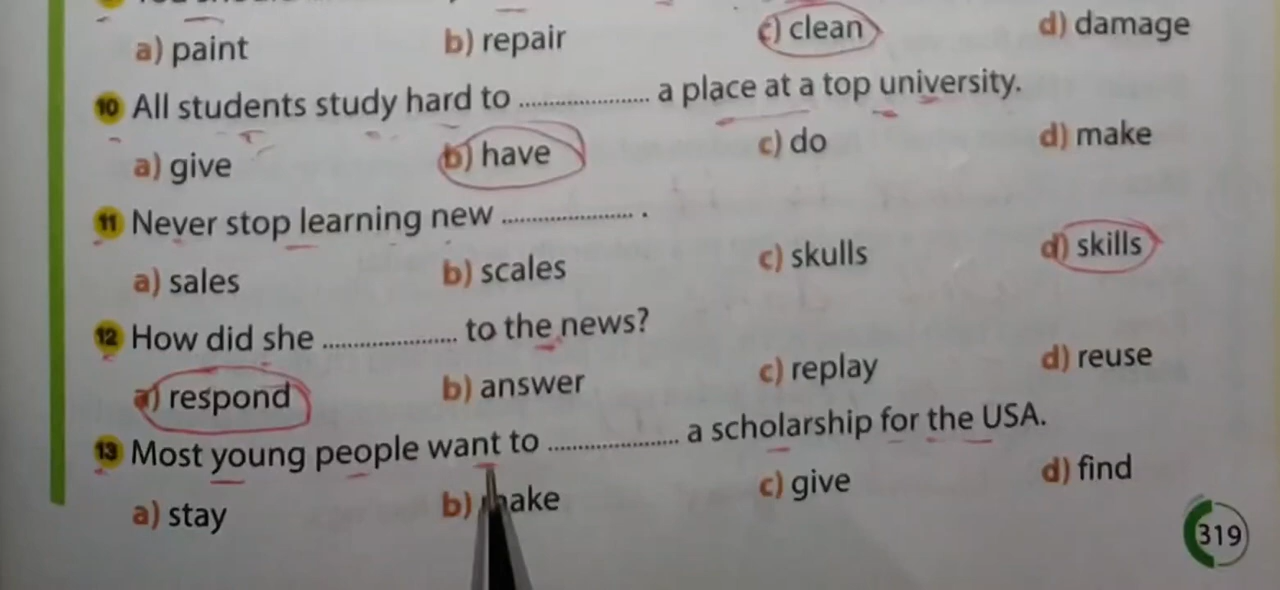 a) paint b) repair c) clean d) damage
10 All students study hard to .................... a place at a top university.
a) give b) have c) do d) make
11 Never stop learning new .................... .
a) sales b) scales c) skulls d) skills
12 How did she .................... to the news?
a) respond b) answer c) replay d) reuse
13 Most young people want to .................... a scholarship for the USA.
a) stay b) make c) give d) find
319